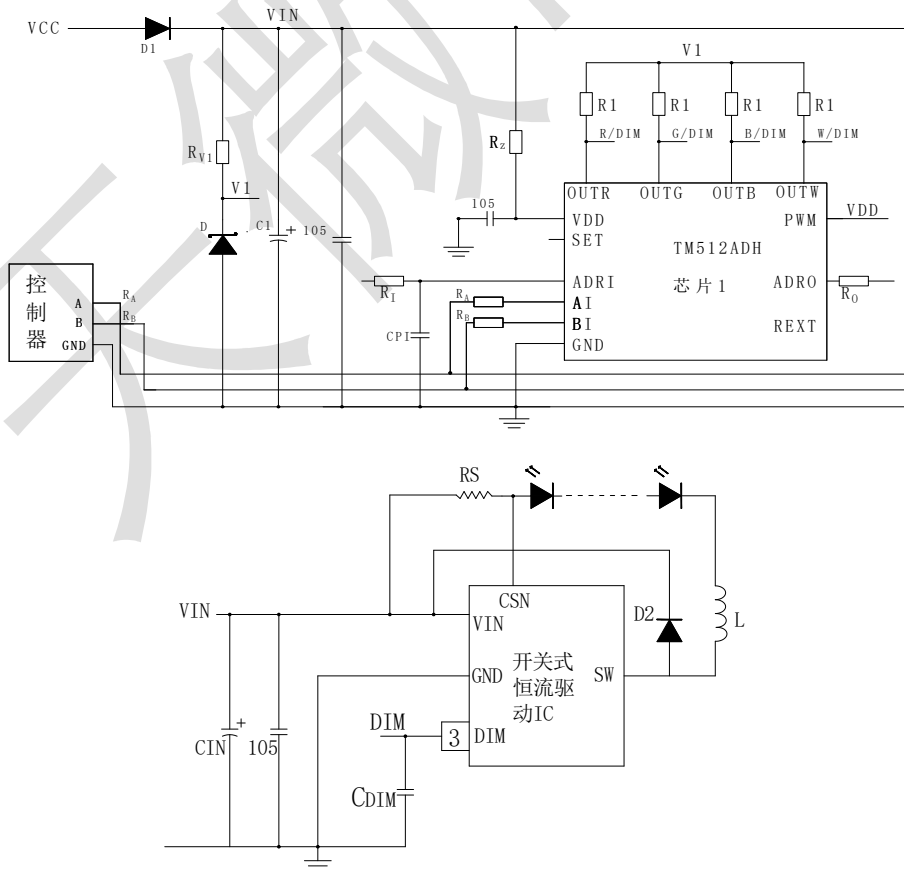 VCC
D1
VIN
V1
R1
R1
R1
R1
R/DIM
G/DIM
B/DIM
W/DIM
RZ
RV1
V1
D
C1
+
105
105
OUTR
OUTG
OUTB
OUTW
VDD
PWM
VDD
SET
TM512ADH
ADRI
芯片1
ADRO
RI
RO
RA
AI
RB
BI
REXT
CPI
GND
控制器
A
RA
B
RB
GND
RS
VIN
CSN
VIN
D2
L
GND
开关式
恒流驱
动IC
SW
DIM
3
DIM
+
CIN
105
CDIM
天微